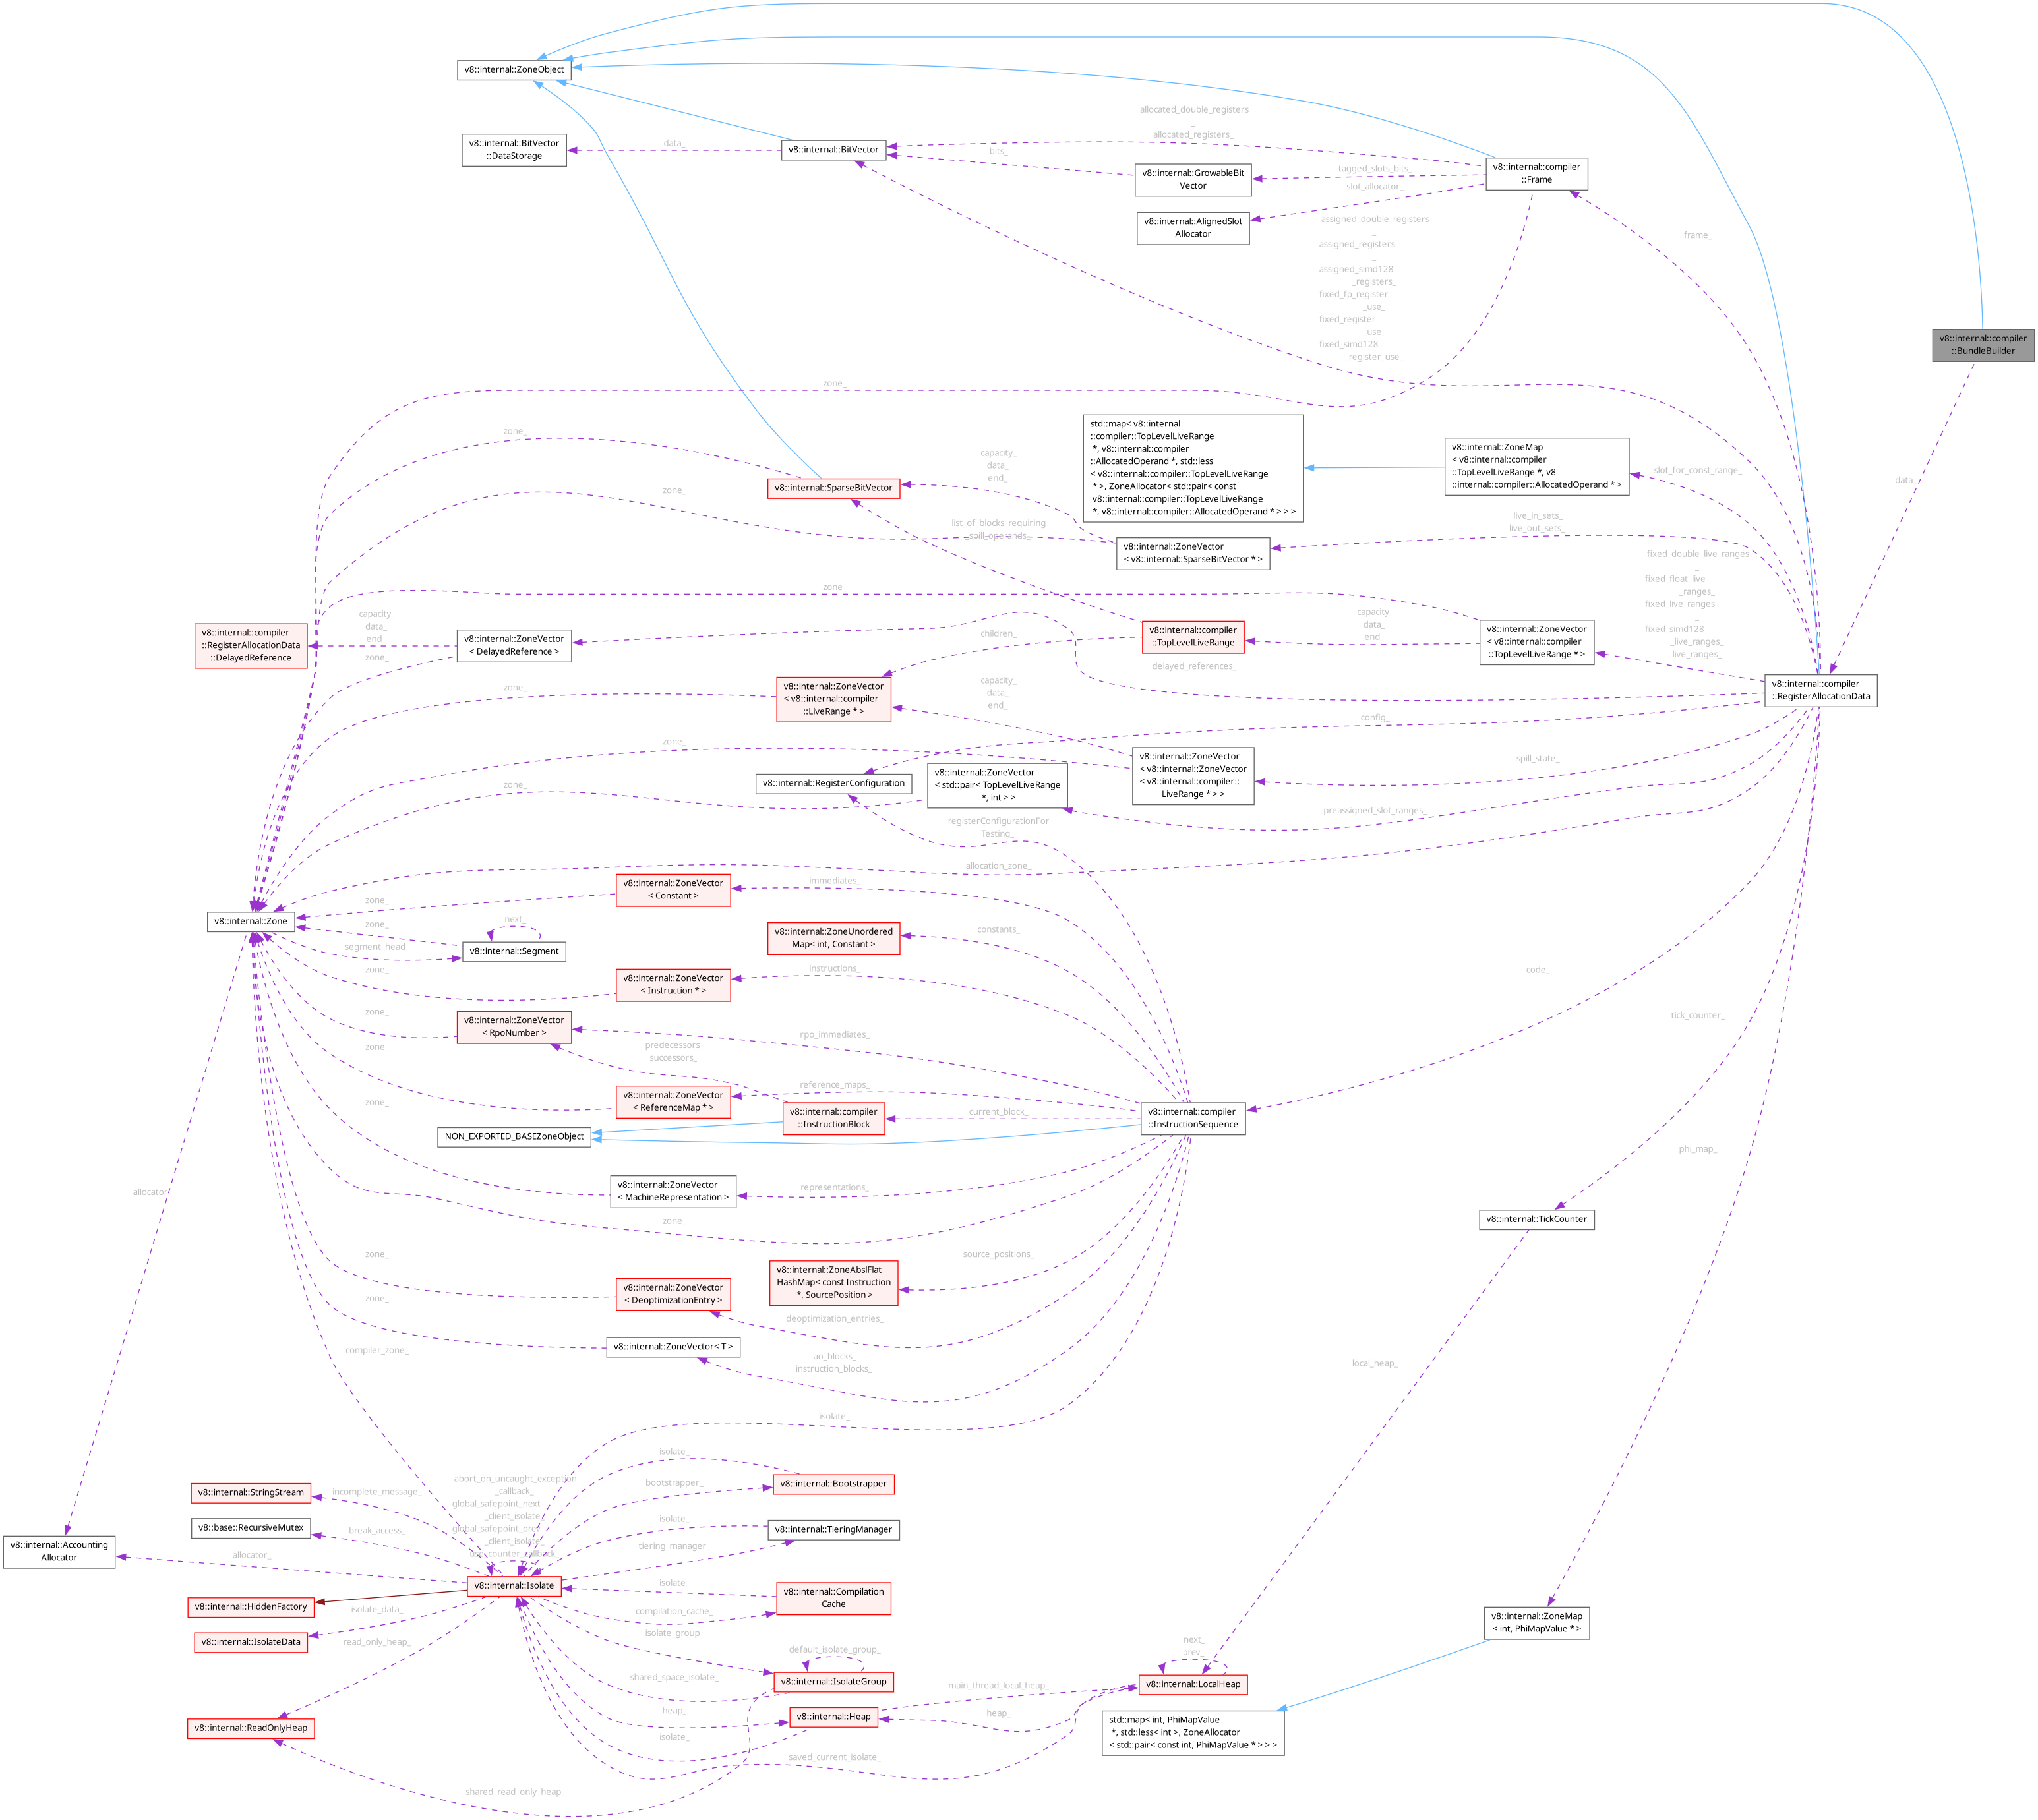 v8::internal::ZoneObject
allocated_double_registers
_
allocated_registers_
v8::internal::BitVector
::DataStorage
data_
v8::internal::BitVector
bits_
v8::internal::GrowableBit
Vector
tagged_slots_bits_
slot_allocator_
v8::internal::compiler
::Frame
v8::internal::AlignedSlot
Allocator
assigned_double_registers
_
assigned_registers
_
assigned_simd128
_registers_
fixed_fp_register
_use_
fixed_register
_use_
fixed_simd128
_register_use_
frame_
v8::internal::compiler
::BundleBuilder
zone_
zone_
std::map< v8::internal
::compiler::TopLevelLiveRange
*, v8::internal::compiler
::AllocatedOperand *, std::less
< v8::internal::compiler::TopLevelLiveRange
* >, ZoneAllocator< std::pair< const
v8::internal::compiler::TopLevelLiveRange
*, v8::internal::compiler::AllocatedOperand * > > >
v8::internal::ZoneMap
< v8::internal::compiler
::TopLevelLiveRange *, v8
::internal::compiler::AllocatedOperand * >
slot_for_const_range_
data_
capacity_
data_
end_
v8::internal::SparseBitVector
zone_
list_of_blocks_requiring
_spill_operands_
v8::internal::ZoneVector
< v8::internal::SparseBitVector * >
live_in_sets_
live_out_sets_
fixed_double_live_ranges
_
fixed_float_live
_ranges_
fixed_live_ranges
_
fixed_simd128
_live_ranges_
live_ranges_
zone_
v8::internal::compiler
::RegisterAllocationData
::DelayedReference
capacity_
data_
end_
zone_
v8::internal::ZoneVector
< DelayedReference >
children_
v8::internal::compiler
::TopLevelLiveRange
capacity_
data_
end_
v8::internal::ZoneVector
< v8::internal::compiler
::TopLevelLiveRange * >
delayed_references_
v8::internal::compiler
::RegisterAllocationData
zone_
v8::internal::ZoneVector
< v8::internal::compiler
::LiveRange * >
capacity_
data_
end_
config_
zone_
v8::internal::RegisterConfiguration
v8::internal::ZoneVector
< std::pair< TopLevelLiveRange
*, int > >
v8::internal::ZoneVector
< v8::internal::ZoneVector
< v8::internal::compiler::
LiveRange * > >
spill_state_
zone_
registerConfigurationFor
Testing_
preassigned_slot_ranges_
allocation_zone_
v8::internal::Zone
zone_
v8::internal::ZoneVector
< Constant >
immediates_
zone_
segment_head_
next_
v8::internal::Segment
v8::internal::ZoneUnordered
Map< int, Constant >
constants_
zone_
v8::internal::ZoneVector
< Instruction * >
instructions_
code_
zone_
v8::internal::ZoneVector
< RpoNumber >
predecessors_
successors_
rpo_immediates_
tick_counter_
zone_
v8::internal::ZoneVector
< ReferenceMap * >
reference_maps_
v8::internal::compiler
::InstructionBlock
current_block_
v8::internal::compiler
::InstructionSequence
NON_EXPORTED_BASEZoneObject
zone_
phi_map_
v8::internal::ZoneVector
< MachineRepresentation >
representations_
allocator_
zone_
v8::internal::TickCounter
zone_
v8::internal::ZoneVector
< DeoptimizationEntry >
v8::internal::ZoneAbslFlat
HashMap< const Instruction
*, SourcePosition >
source_positions_
deoptimization_entries_
zone_
v8::internal::ZoneVector< T >
compiler_zone_
ao_blocks_
instruction_blocks_
local_heap_
isolate_
v8::internal::StringStream
incomplete_message_
abort_on_uncaught_exception
_callback_
global_safepoint_next
_client_isolate_
global_safepoint_prev
_client_isolate_
use_counter_callback_
isolate_
bootstrapper_
v8::internal::Bootstrapper
v8::base::RecursiveMutex
break_access_
isolate_
tiering_manager_
v8::internal::TieringManager
v8::internal::Accounting
Allocator
allocator_
v8::internal::Isolate
isolate_
compilation_cache_
v8::internal::Compilation
Cache
v8::internal::HiddenFactory
isolate_data_
v8::internal::IsolateData
read_only_heap_
isolate_group_
default_isolate_group_
v8::internal::IsolateGroup
shared_space_isolate_
v8::internal::ZoneMap
< int, PhiMapValue * >
next_
prev_
v8::internal::LocalHeap
main_thread_local_heap_
v8::internal::ReadOnlyHeap
heap_
isolate_
v8::internal::Heap
heap_
std::map< int, PhiMapValue
*, std::less< int >, ZoneAllocator
< std::pair< const int, PhiMapValue * > > >
saved_current_isolate_
shared_read_only_heap_